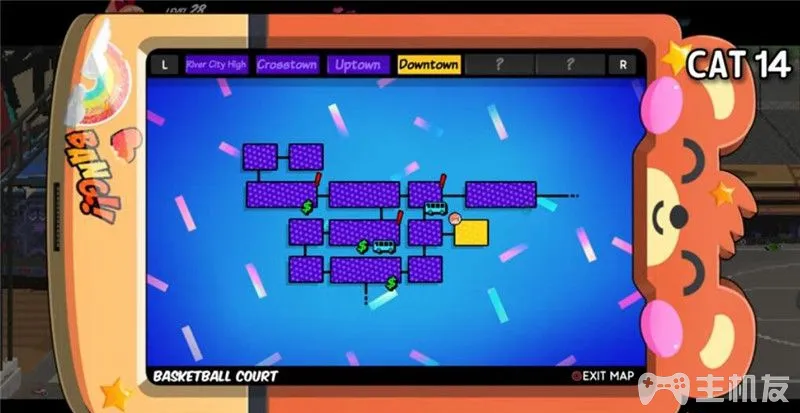 LEVEL 28
L River City High Crosstown Uptown Downtown ? ? R
CAT 14
BANG!!
$
$
$
BASKETBALL COURT
EXIT MAP
主机友